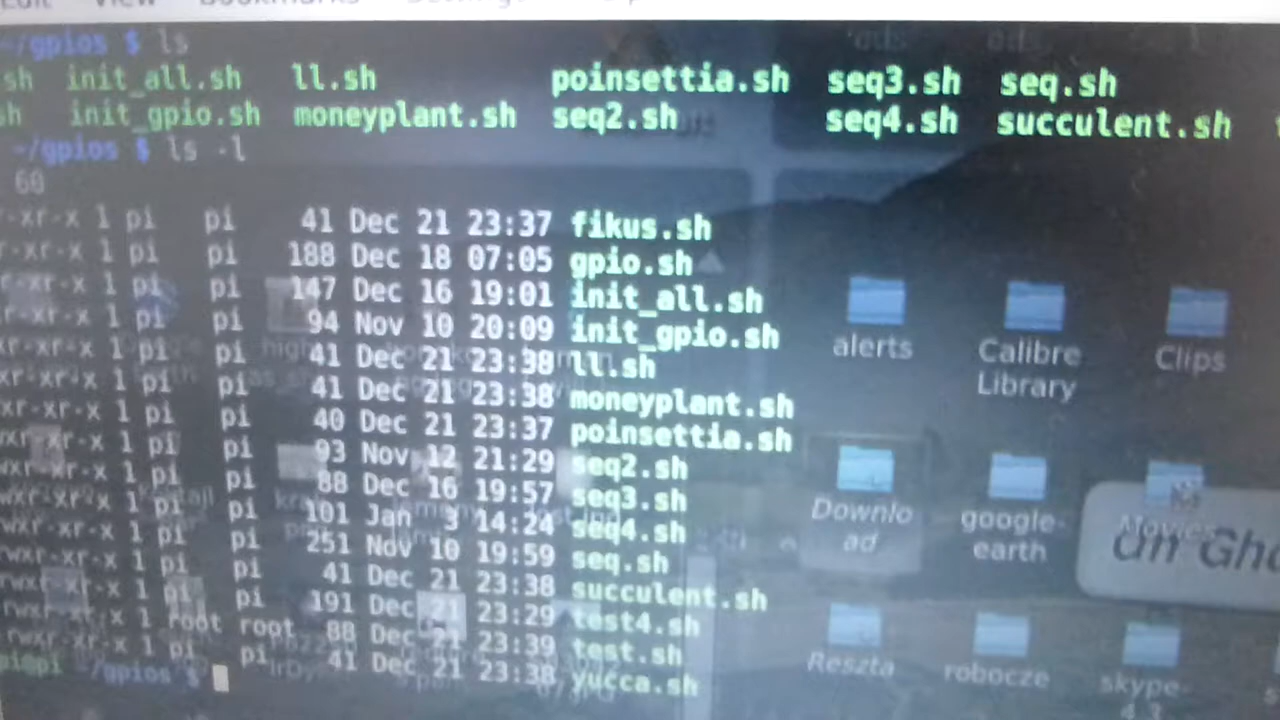 ~/gpios $ ls
sh init_all.sh ll.sh poinsettia.sh seq3.sh seq.sh
sh init_gpio.sh moneyplant.sh seq2.sh seq4.sh succulent.sh
~/gpios $ ls -l
60
r-xr-x 1 pi pi 41 Dec 21 23:37 fikus.sh
r-xr-x 1 pi pi 188 Dec 18 07:05 gpio.sh
r-xr-x 1 pi pi 147 Dec 16 19:01 init_all.sh
xr-xr-x 1 pi pi 94 Nov 10 20:09 init_gpio.sh
xr-xr-x 1 pi pi 41 Dec 21 23:38 ll.sh
xr-xr-x 1 pi pi 41 Dec 21 23:38 moneyplant.sh
xr-xr-x 1 pi pi 40 Dec 21 23:37 poinsettia.sh
wxr-xr-x 1 pi pi 93 Nov 12 21:29 seq2.sh
wxr-xr-x 1 pi pi 88 Dec 16 19:57 seq3.sh
wxr-xr-x 1 pi pi 101 Jan 3 14:24 seq4.sh
wxr-xr-x 1 pi pi 251 Nov 10 19:59 seq.sh
rwxr-xr-x 1 pi pi 41 Dec 21 23:38 succulent.sh
rwxr-xr-x 1 pi pi 191 Dec 21 23:29 test4.sh
rwxr-xr-x 1 root root 88 Dec 21 23:39 test.sh
rwxr-xr-x 1 pi pi 41 Dec 21 23:38 yucca.sh
pi@pi ~/gpios $
alerts
Calibre
Library
Clips
Downlo
ad
google-
earth
Movies
un Gho
Reszta
robocze
skype-